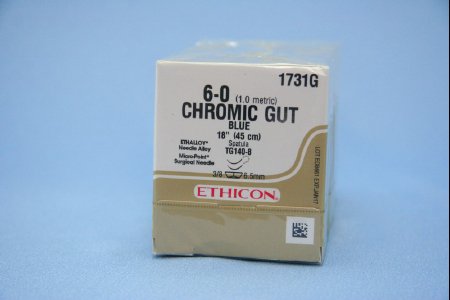 1731G
6-0 (1.0 metric)
CHROMIC GUT
BLUE
18" (45 cm)
ETHALLOY* Spatula
Needle Alloy TG140-8
Micro-Point*
Surgical Needle
3/8 6.5mm
ETHICON
LOT